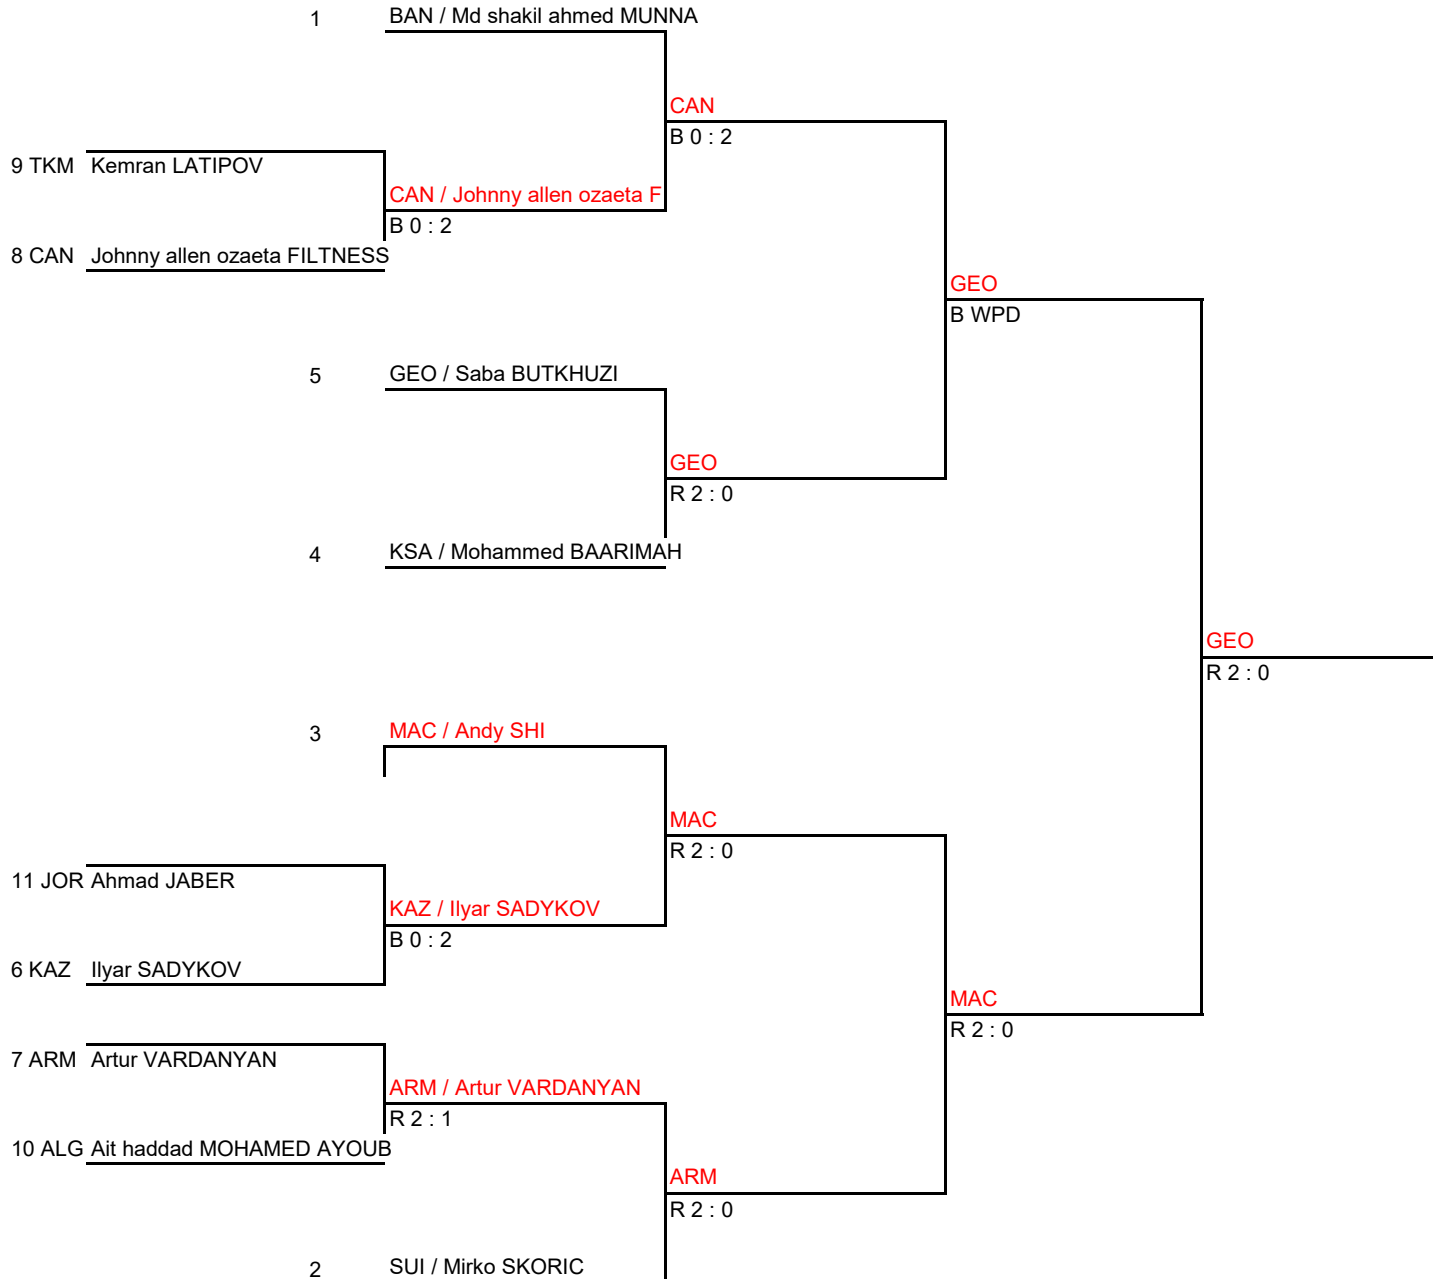 1 BAN / Md shakil ahmed MUNNA
CAN
B 0 : 2
9 TKM Kemran LATIPOV
CAN / Johnny allen ozaeta F
B 0 : 2
8 CAN Johnny allen ozaeta FILTNESS
GEO
B WPD
5 GEO / Saba BUTKHUZI
GEO
R 2 : 0
4 KSA / Mohammed BAARIMAH
GEO
R 2 : 0
3 MAC / Andy SHI
MAC
R 2 : 0
11 JOR Ahmad JABER
KAZ / Ilyar SADYKOV
B 0 : 2
6 KAZ Ilyar SADYKOV
MAC
R 2 : 0
7 ARM Artur VARDANYAN
ARM / Artur VARDANYAN
R 2 : 1
10 ALG Ait haddad MOHAMED AYOUB
ARM
R 2 : 0
2 SUI / Mirko SKORIC